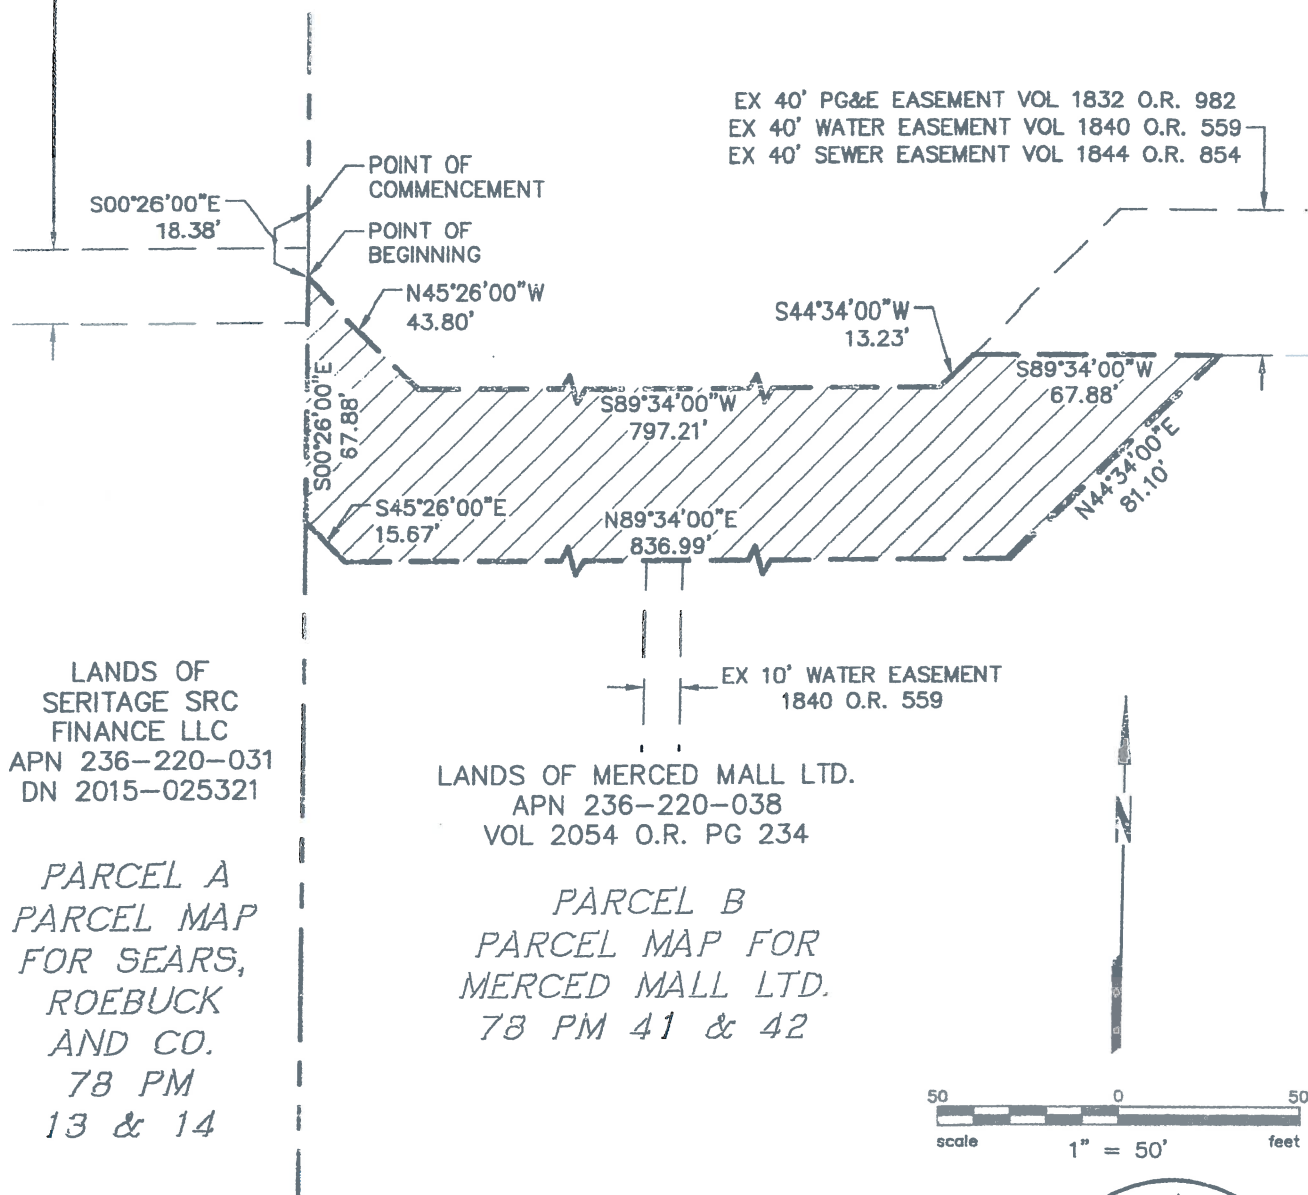 EX 40' PG&E EASEMENT VOL 1832 O.R. 982
EX 40' WATER EASEMENT VOL 1840 O.R. 559
EX 40' SEWER EASEMENT VOL 1844 O.R. 854
POINT OF
COMMENCEMENT
S00°26'00"E
18.38'
POINT OF
BEGINNING
N45°26'00"W
43.80'
S44°34'00"W
13.23'
S00°26'00"E
67.88'
S89°34'00"W
797.21'
S89°34'00"W
67.88'
N44°34'00"E
81.10'
S45°26'00"E
15.67'
N89°34'00"E
836.99'
EX 10' WATER EASEMENT
1840 O.R. 559
LANDS OF
SERITAGE SRC
FINANCE LLC
APN 236-220-031
DN 2015-025321
LANDS OF MERCED MALL LTD.
APN 236-220-038
VOL 2054 O.R. PG 234
PARCEL A
PARCEL MAP
FOR SEARS,
ROEBUCK
AND CO.
78 PM
13 & 14
PARCEL B
PARCEL MAP FOR
MERCED MALL LTD.
78 PM 41 & 42
N
50 0 50
scale feet
1" = 50'